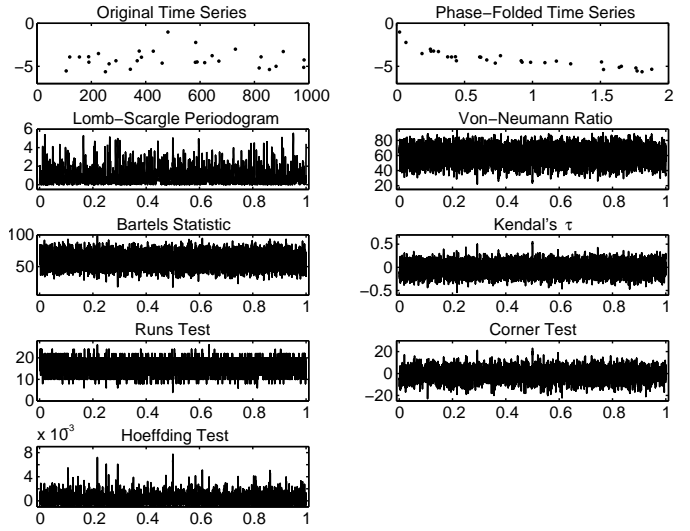 Original Time Series
Phase−Folded Time Series
0
−5
0 200 400 600 800 1000
0
−5
0 0.5 1 1.5 2
Lomb−Scargle Periodogram
Von−Neumann Ratio
6
4
2
0
0 0.2 0.4 0.6 0.8 1
80
60
40
20
0 0.2 0.4 0.6 0.8 1
Bartels Statistic
Kendal's τ
100
50
0 0.2 0.4 0.6 0.8 1
0.5
0
−0.5
0 0.2 0.4 0.6 0.8 1
Runs Test
Corner Test
20
10
0
0 0.2 0.4 0.6 0.8 1
20
0
−20
0 0.2 0.4 0.6 0.8 1
x 10−3
Hoeffding Test
8
4
0
0 0.2 0.4 0.6 0.8 1